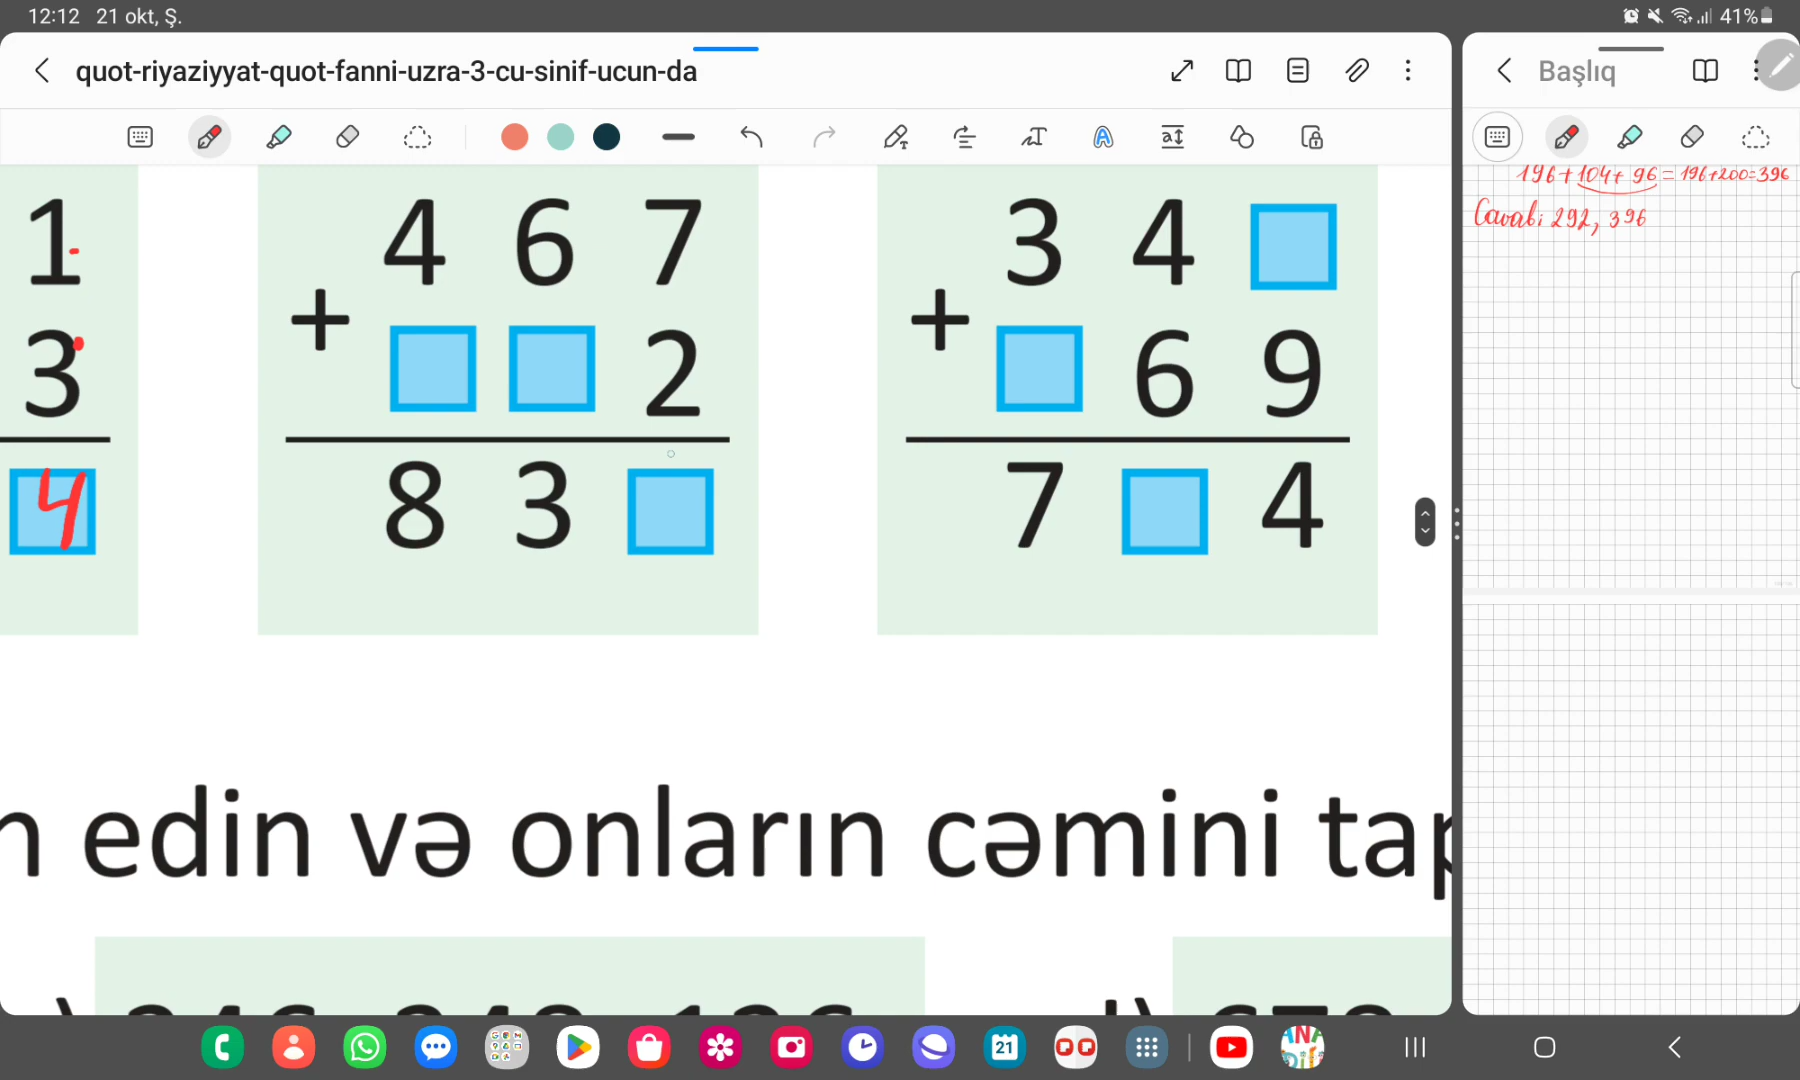 12:12 21 okt, Ş.
41%
quot-riyaziyyat-quot-fanni-uzra-3-cu-sinif-ucun-da
Başlıq
1
3
4
4 6 7
+ 2
8 3
3 4
+ 6 9
7 4
196+104+96=196+200=396
Cavab: 292, 396
n edin və onların cəmini tap
21